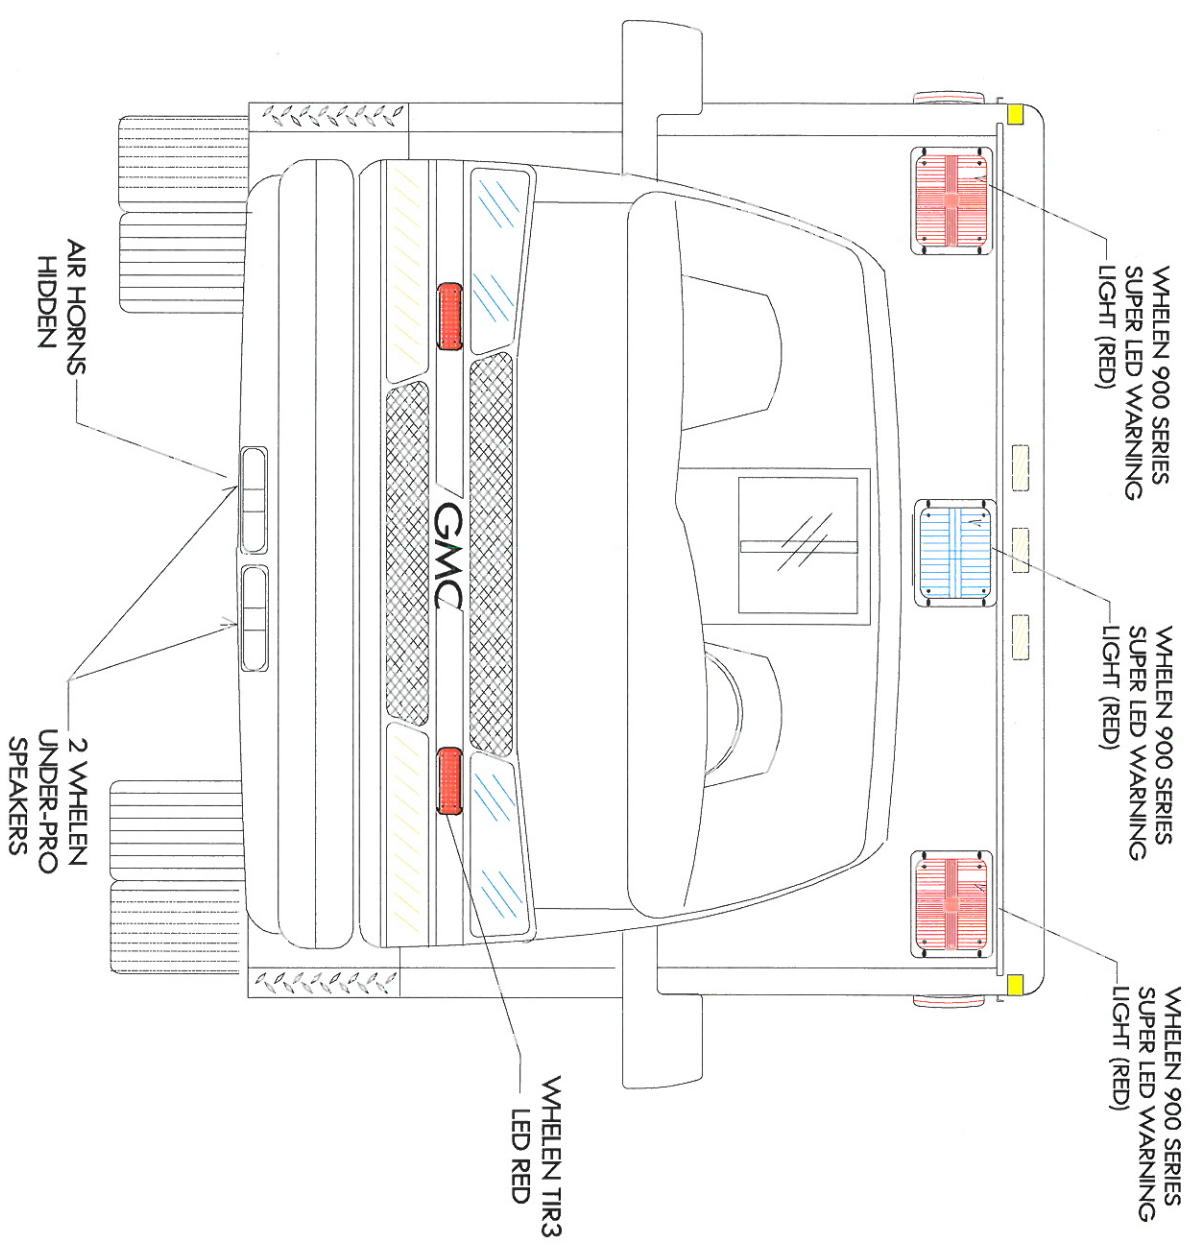 WHELEN 900 SERIES
SUPER LED WARNING
LIGHT (RED)
WHELEN 900 SERIES
SUPER LED WARNING
LIGHT (RED)
WHELEN 900 SERIES
SUPER LED WARNING
LIGHT (RED)
WHELEN TIR3
LED RED
GMC
AIR HORNS
HIDDEN
2 WHELEN
UNDER-PRO
SPEAKERS